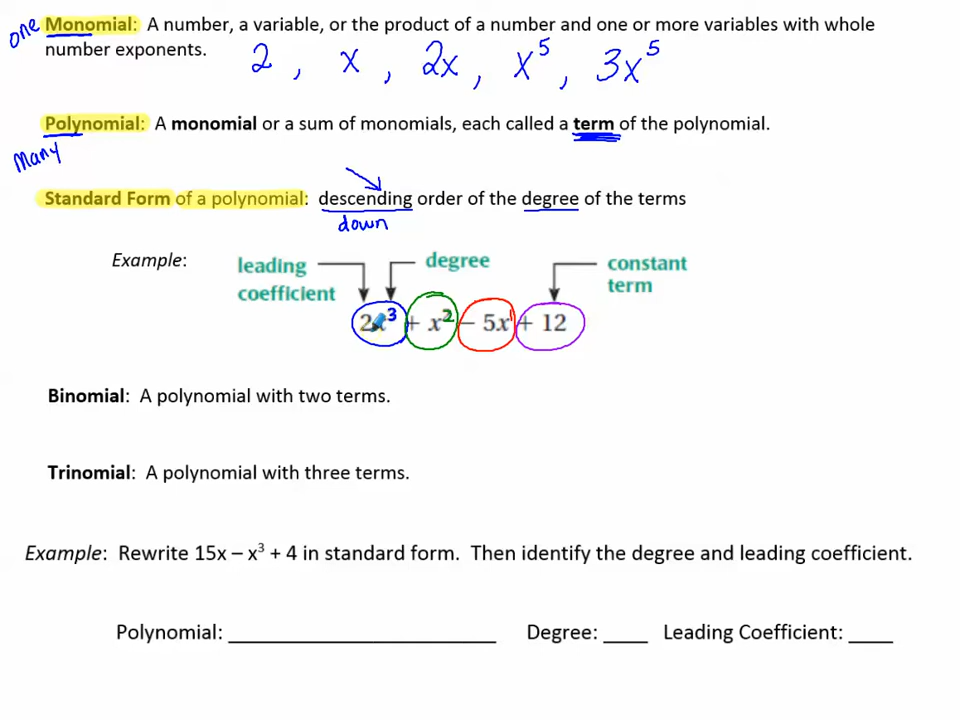 one Monomial: A number, a variable, or the product of a number and one or more variables with whole
number exponents.
2 , x , 2x , x⁵ , 3x⁵
Polynomial: A monomial or a sum of monomials, each called a term of the polynomial.
Many
Standard Form of a polynomial: descending order of the degree of the terms
down
Example:
leading
coefficient
degree
constant
term
2x³ + x² − 5x¹ + 12
Binomial: A polynomial with two terms.
Trinomial: A polynomial with three terms.
Example: Rewrite 15x – x³ + 4 in standard form. Then identify the degree and leading coefficient.
Polynomial: __________________________ Degree: ____ Leading Coefficient: ____